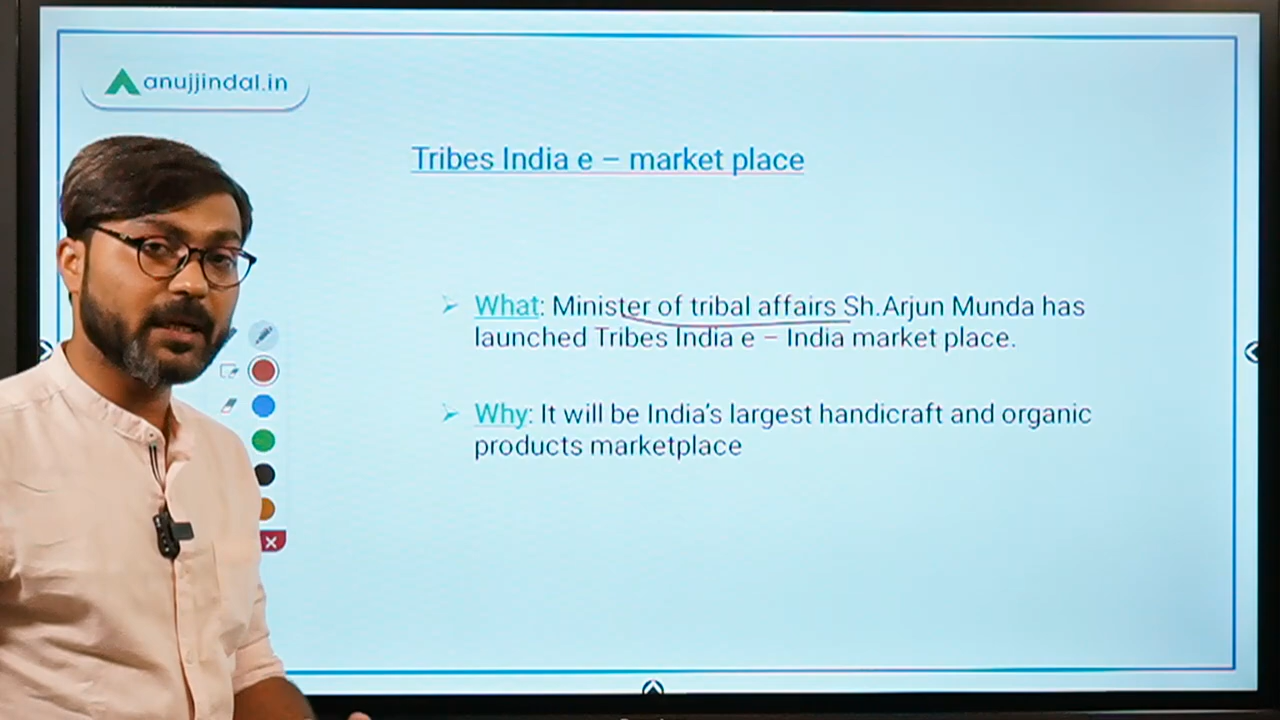 anujjindal.in
Tribes India e – market place
➢ What: Minister of tribal affairs Sh.Arjun Munda has
launched Tribes India e – India market place.
➢ Why: It will be India's largest handicraft and organic
products marketplace